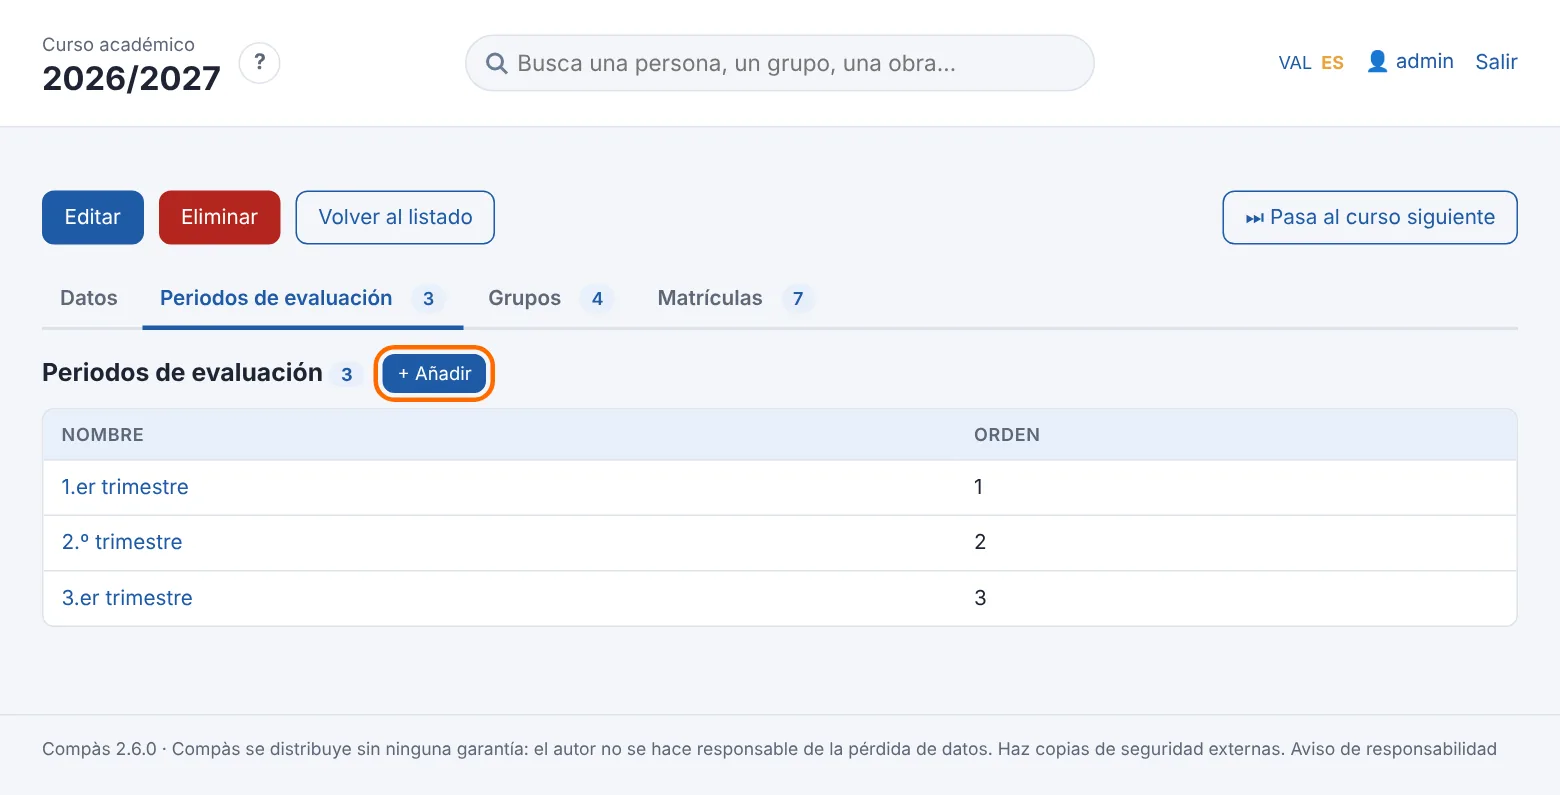 Curso académico
2026/2027
?
Busca una persona, un grupo, una obra...
VAL ES admin Salir
Editar Eliminar Volver al listado Pasa al curso siguiente
Datos Periodos de evaluación 3 Grupos 4 Matrículas 7
Periodos de evaluación 3 + Añadir
NOMBRE ORDEN
1.er trimestre 1
2.º trimestre 2
3.er trimestre 3
Compàs 2.6.0 · Compàs se distribuye sin ninguna garantía: el autor no se hace responsable de la pérdida de datos. Haz copias de seguridad externas. Aviso de responsabilidad